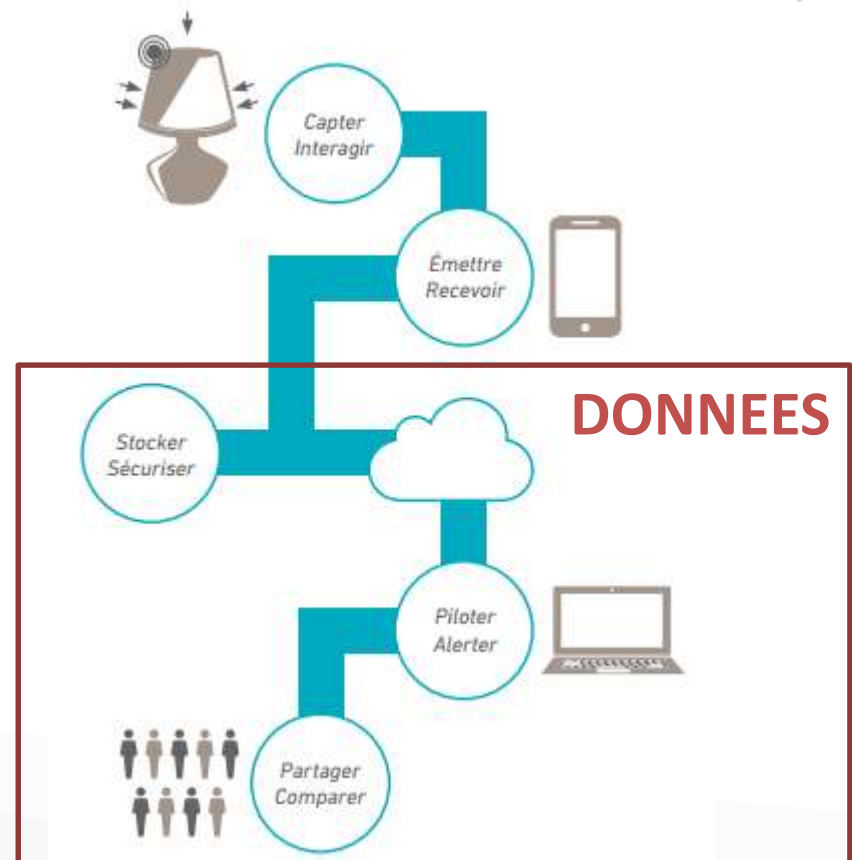 Capter
Interagir
Émettre
Recevoir
DONNEES
Stocker
Sécuriser
Piloter
Alerter
Partager
Comparer